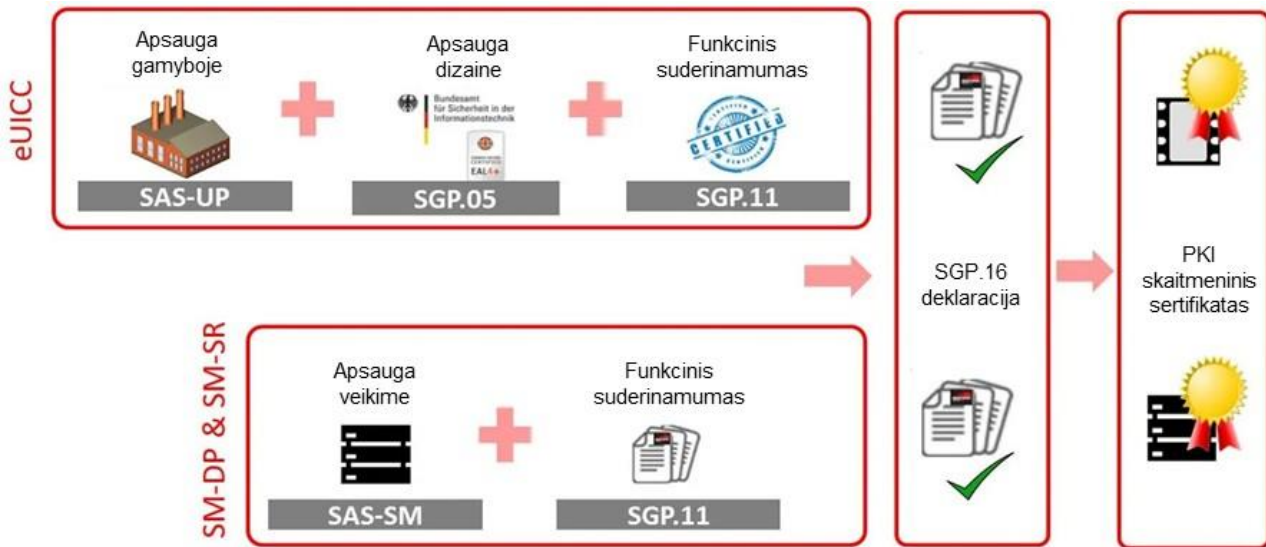 eUICC
Apsauga
gamyboje
SAS-UP
Apsauga
dizaine
Bundesamt
für Sicherheit in der
Informationstechnik
EAL4+
SGP.05
Funkcinis
suderinamumas
CERTIFIED
SGP.11
SM-DP & SM-SR
Apsauga
veikime
SAS-SM
Funkcinis
suderinamumas
SGP.11
SGP.16
deklaracija
PKI
skaitmeninis
sertifikatas